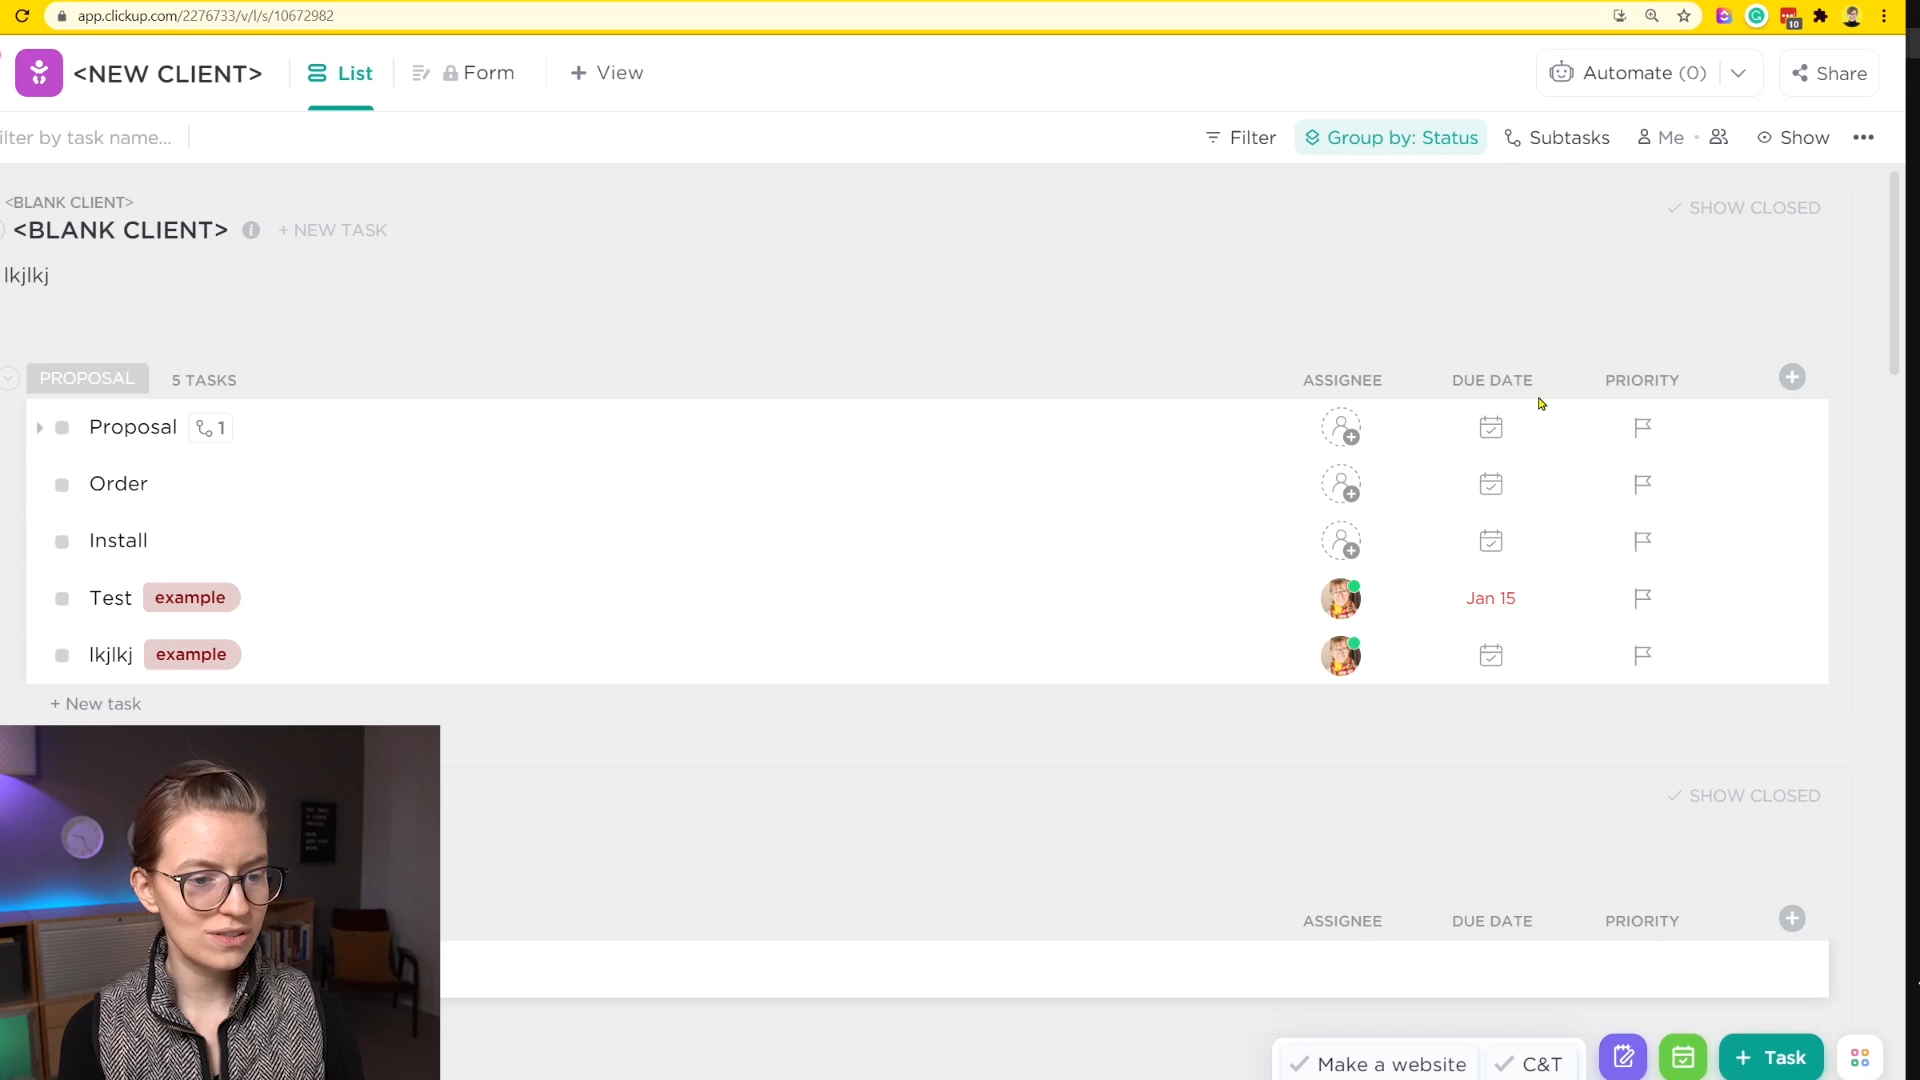 app.clickup.com/2276733/v/l/s/10672982
10
<NEW CLIENT>
List
Form
+ View
Automate (0)
Share
ilter by task name...
Filter
Group by: Status
Subtasks
Me
Show
<BLANK CLIENT>
SHOW CLOSED
<BLANK CLIENT>
+ NEW TASK
lkjlkj
PROPOSAL 5 TASKS ASSIGNEE DUE DATE PRIORITY
Proposal 1
Order
Install
Test example Jan 15
lkjlkj example
+ New task
SHOW CLOSED
ASSIGNEE DUE DATE PRIORITY
Make a website
C&T
+ Task